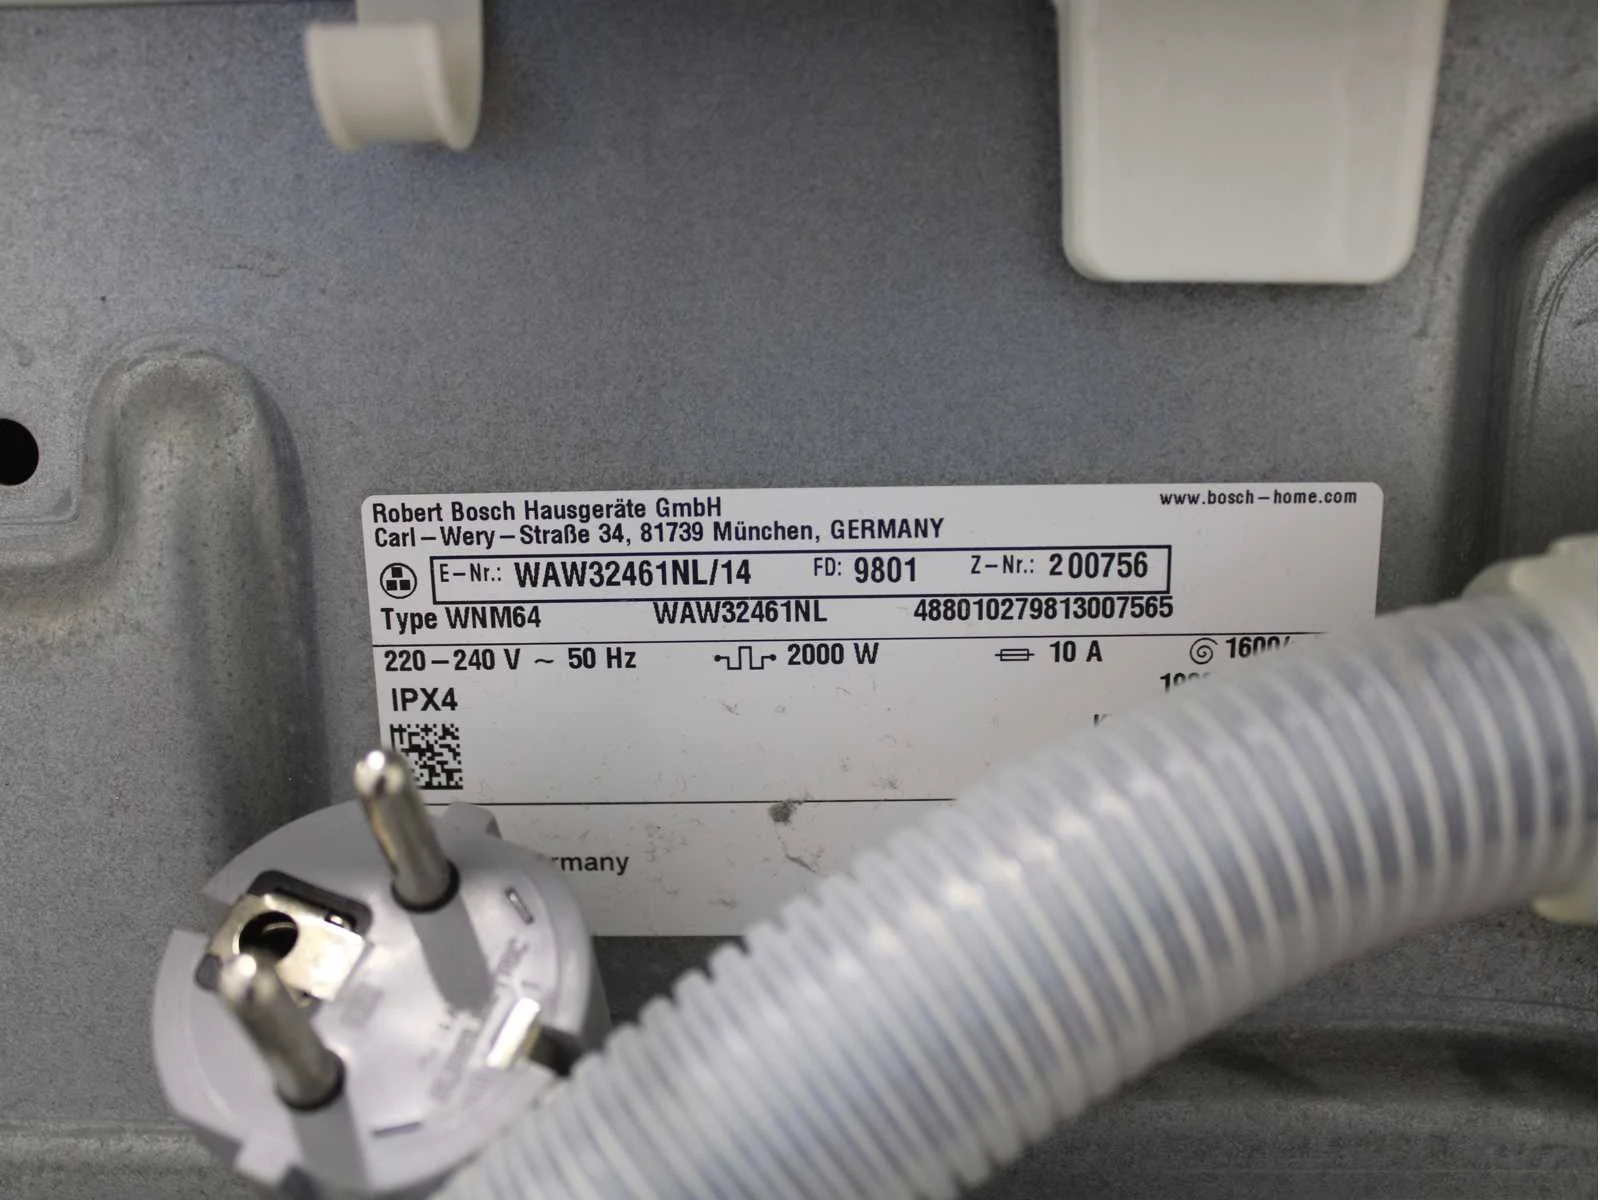 Robert Bosch Hausgeräte GmbH
www.bosch-home.com
Carl-Wery-Straße 34, 81739 München, GERMANY
E-Nr.: WAW32461NL/14 FD: 9801 Z-Nr.: 200756
Type WNM64 WAW32461NL 488010279813007565
220-240 V ~ 50 Hz 2000 W 10 A 1600/
IPX4